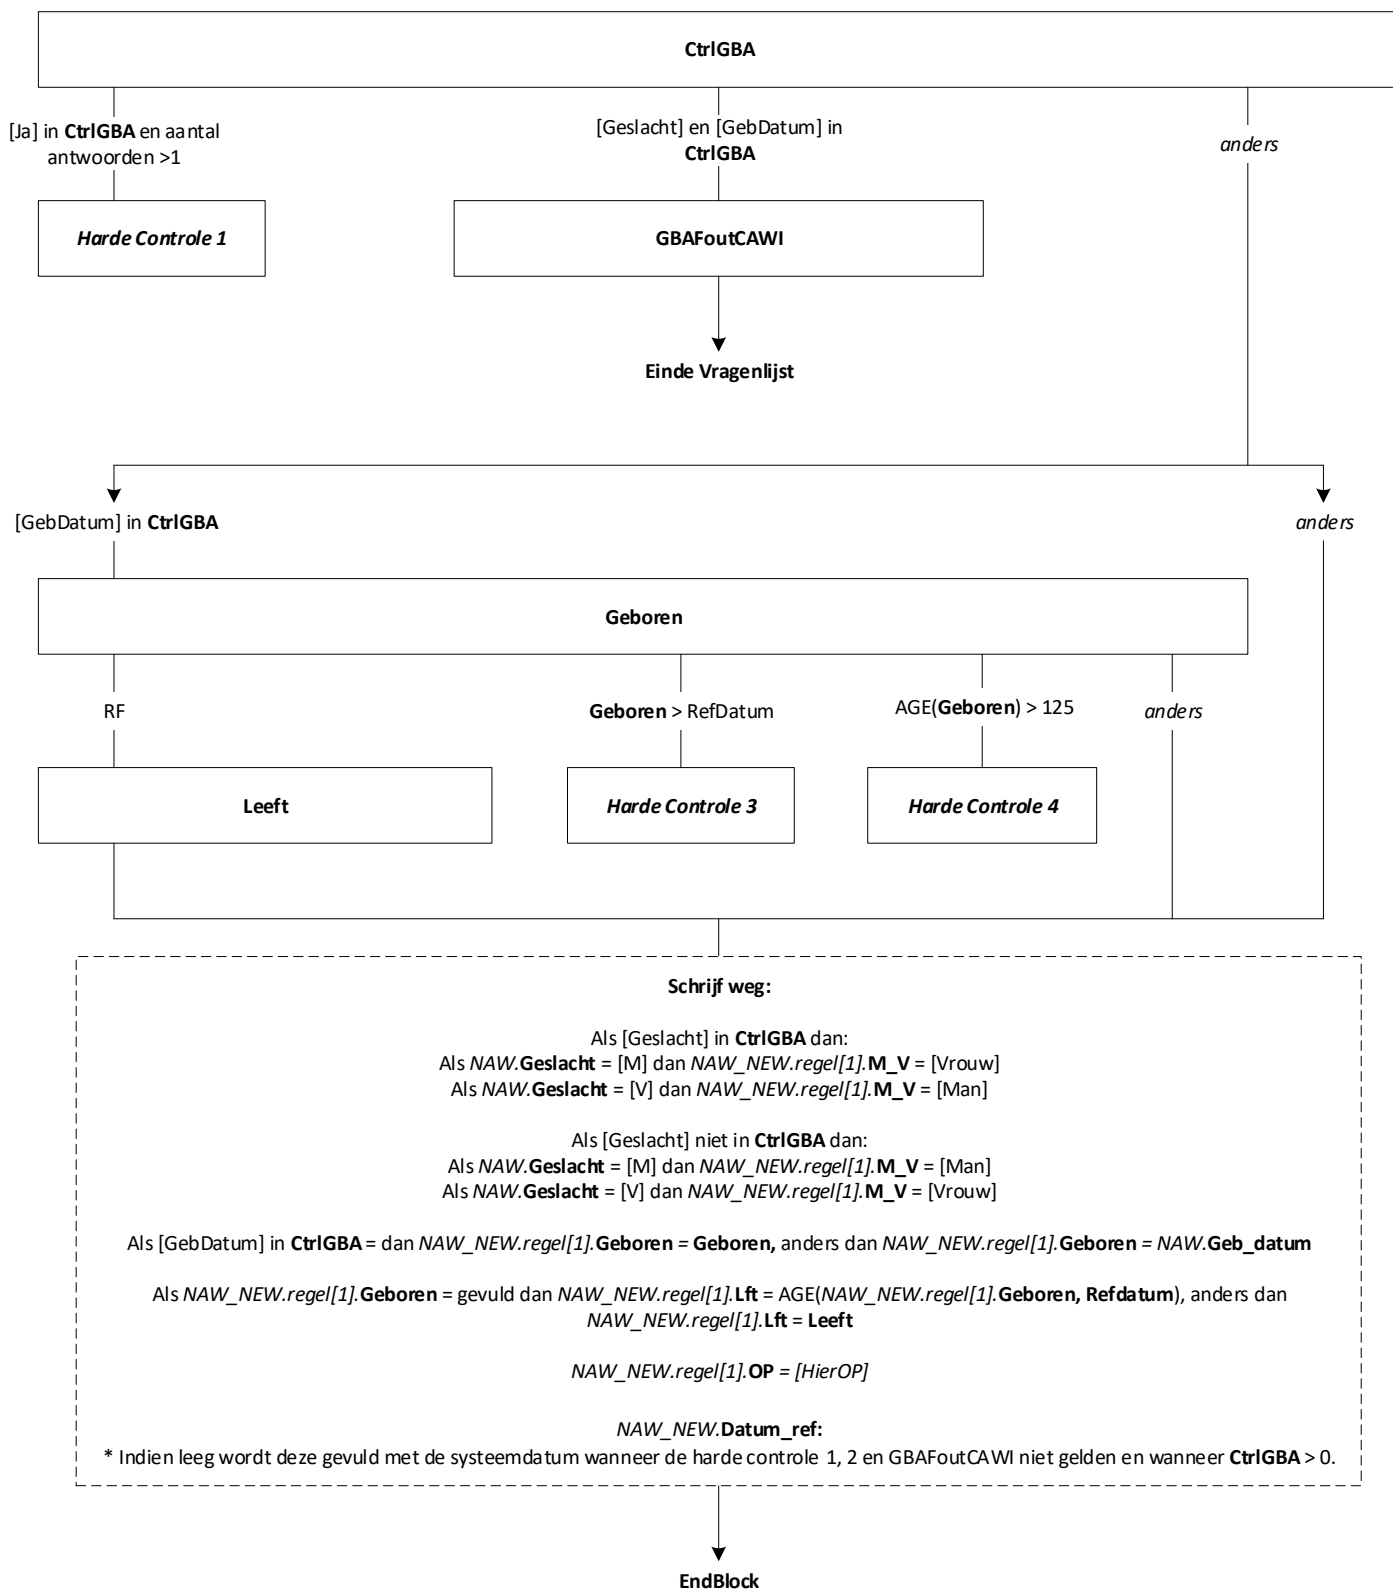 CtrlGBA
[Ja] in CtrlGBA en aantal
antwoorden >1
[Geslacht] en [GebDatum] in
CtrlGBA
anders
Harde Controle 1
GBAFoutCAWI
Einde Vragenlijst
[GebDatum] in CtrlGBA
anders
Geboren
RF
Geboren > RefDatum
AGE(Geboren) > 125
anders
Leeft
Harde Controle 3
Harde Controle 4
Schrijf weg:
Als [Geslacht] in CtrlGBA dan:
Als NAW.Geslacht = [M] dan NAW_NEW.regel[1].M_V = [Vrouw]
Als NAW.Geslacht = [V] dan NAW_NEW.regel[1].M_V = [Man]
Als [Geslacht] niet in CtrlGBA dan:
Als NAW.Geslacht = [M] dan NAW_NEW.regel[1].M_V = [Man]
Als NAW.Geslacht = [V] dan NAW_NEW.regel[1].M_V = [Vrouw]
Als [GebDatum] in CtrlGBA = dan NAW_NEW.regel[1].Geboren = Geboren, anders dan NAW_NEW.regel[1].Geboren = NAW.Geb_datum
Als NAW_NEW.regel[1].Geboren = gevuld dan NAW_NEW.regel[1].Lft = AGE(NAW_NEW.regel[1].Geboren, Refdatum), anders dan
NAW_NEW.regel[1].Lft = Leeft
NAW_NEW.regel[1].OP = [HierOP]
NAW_NEW.Datum_ref:
* Indien leeg wordt deze gevuld met de systeemdatum wanneer de harde controle 1, 2 en GBAFoutCAWI niet gelden en wanneer CtrlGBA > 0.
EndBlock